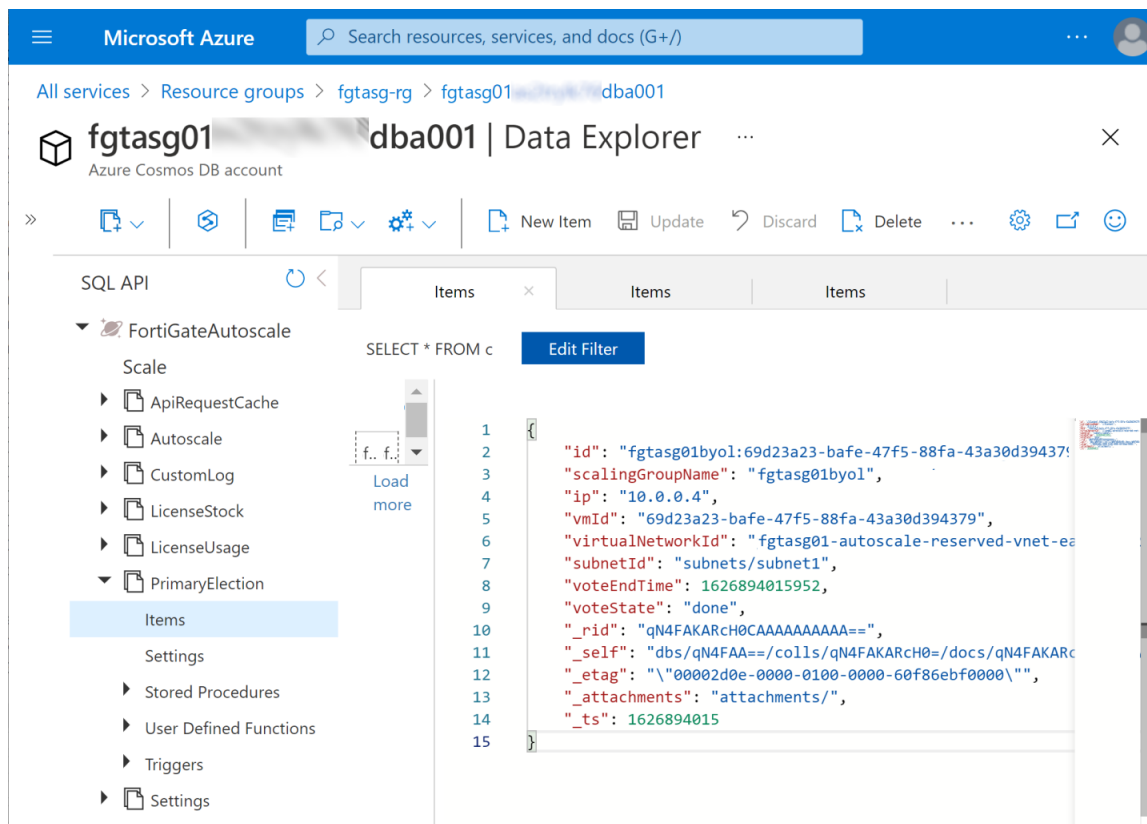 Microsoft Azure
Search resources, services, and docs (G+/)
...
All services > Resource groups > fgtasg-rg > fgtasg01 dba001
fgtasg01 dba001 | Data Explorer ...
Azure Cosmos DB account
New Item Update Discard Delete ...
SQL API
Items Items Items
FortiGateAutoscale
Scale
SELECT * FROM c Edit Filter
ApiRequestCache
Autoscale
CustomLog
LicenseStock
LicenseUsage
PrimaryElection
Items
Settings
Stored Procedures
User Defined Functions
Triggers
Settings
f.. f..
Load
more
1 {
2 "id": "fgtasg01byol:69d23a23-bafe-47f5-88fa-43a30d394379
3 "scalingGroupName": "fgtasg01byol",
4 "ip": "10.0.0.4",
5 "vmId": "69d23a23-bafe-47f5-88fa-43a30d394379",
6 "virtualNetworkId": "fgtasg01-autoscale-reserved-vnet-ea
7 "subnetId": "subnets/subnet1",
8 "voteEndTime": 1626894015952,
9 "voteState": "done",
10 "_rid": "qN4FAKARcH0CAAAAAAAAAA==",
11 "_self": "dbs/qN4FAA==/colls/qN4FAKARcH0=/docs/qN4FAKARc
12 "_etag": "\"00002d0e-0000-0100-0000-60f86ebf0000\"",
13 "_attachments": "attachments/",
14 "_ts": 1626894015
15 }